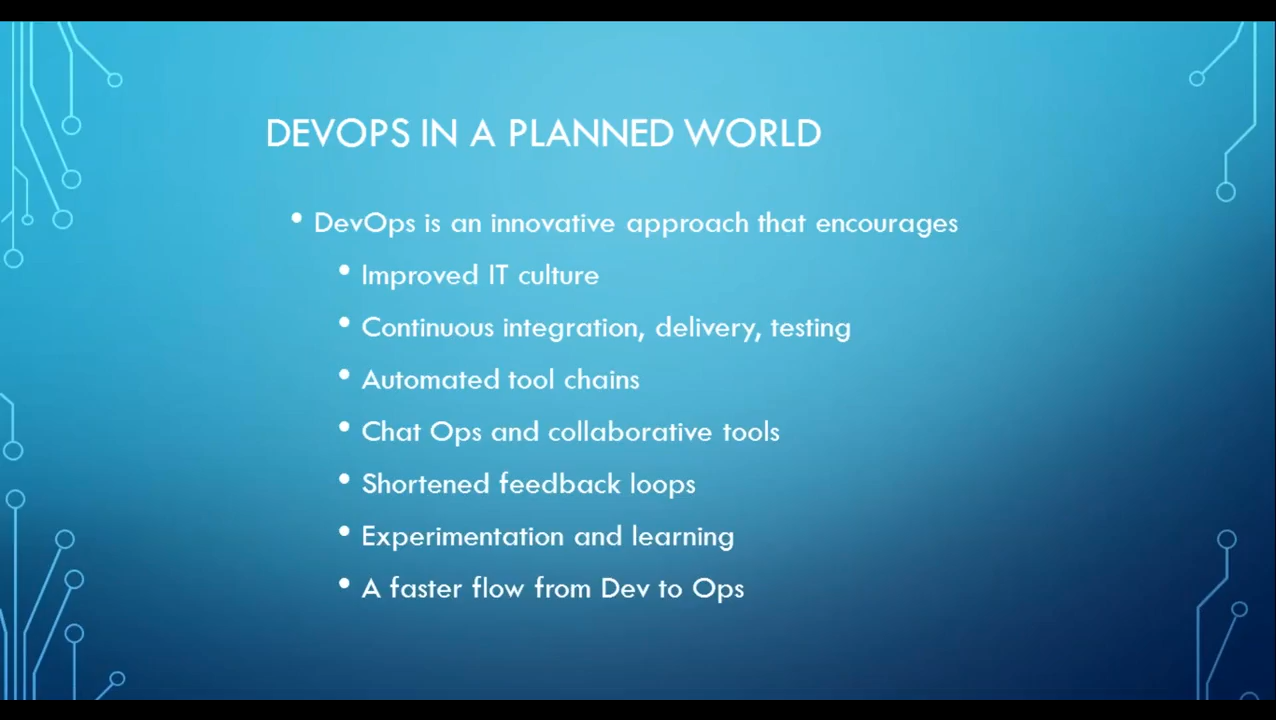 DEVOPS IN A PLANNED WORLD
• DevOps is an innovative approach that encourages
• Improved IT culture
• Continuous integration, delivery, testing
• Automated tool chains
• Chat Ops and collaborative tools
• Shortened feedback loops
• Experimentation and learning
• A faster flow from Dev to Ops